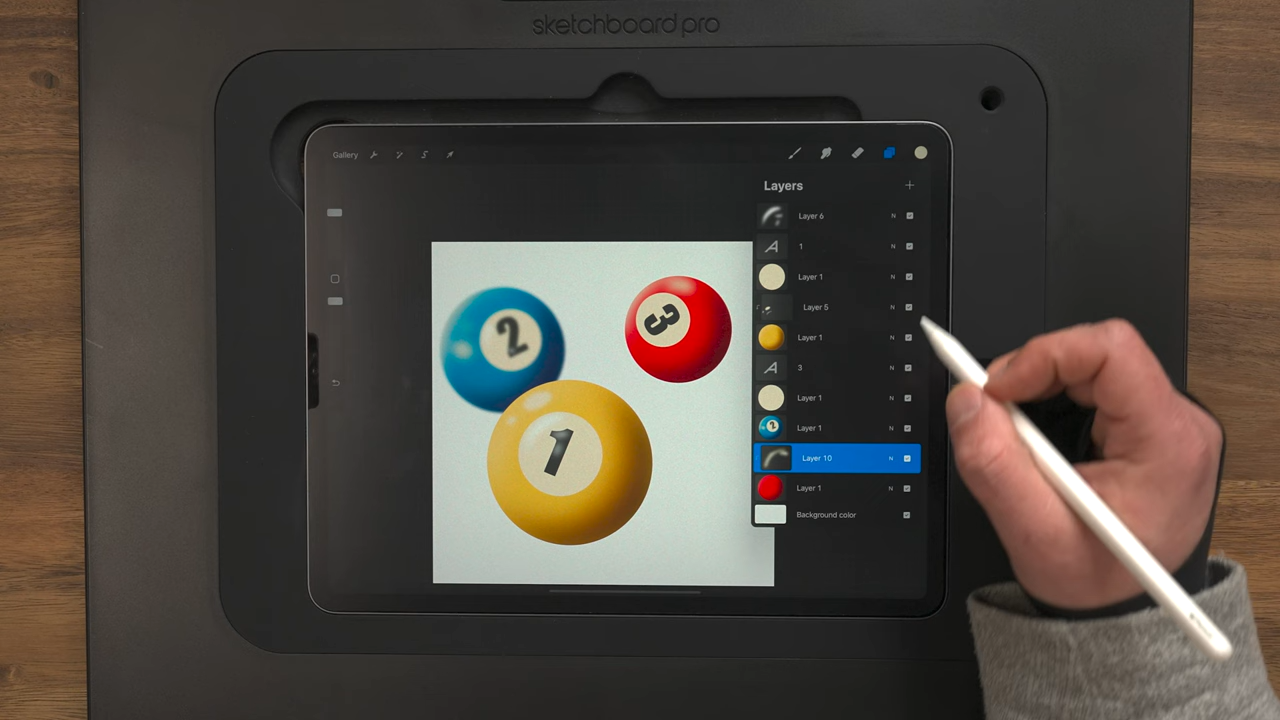 sketchboard pro
Gallery
Layers
Layer 6 N
1 N
Layer 1 N
Layer 5 N
Layer 1 N
3 N
Layer 1 N
Layer 1 N
Layer 10 N
Layer 1 N
Background color
2
3
1